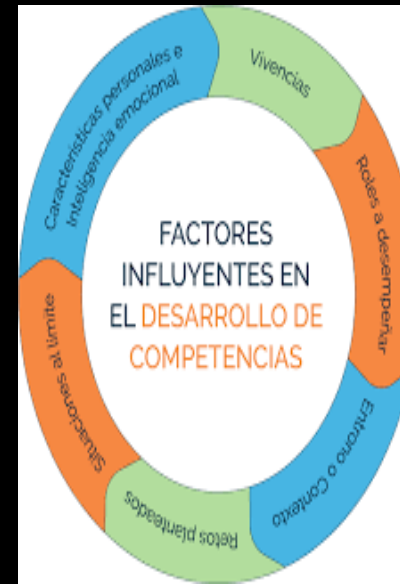 FACTORES
INFLUYENTES EN
EL DESARROLLO DE
COMPETENCIAS
Vivencias
Roles a desempeñar
Entrono o Contexto
Retos planteados
Situaciones al límite
Características personales e
Inteligencia emocional